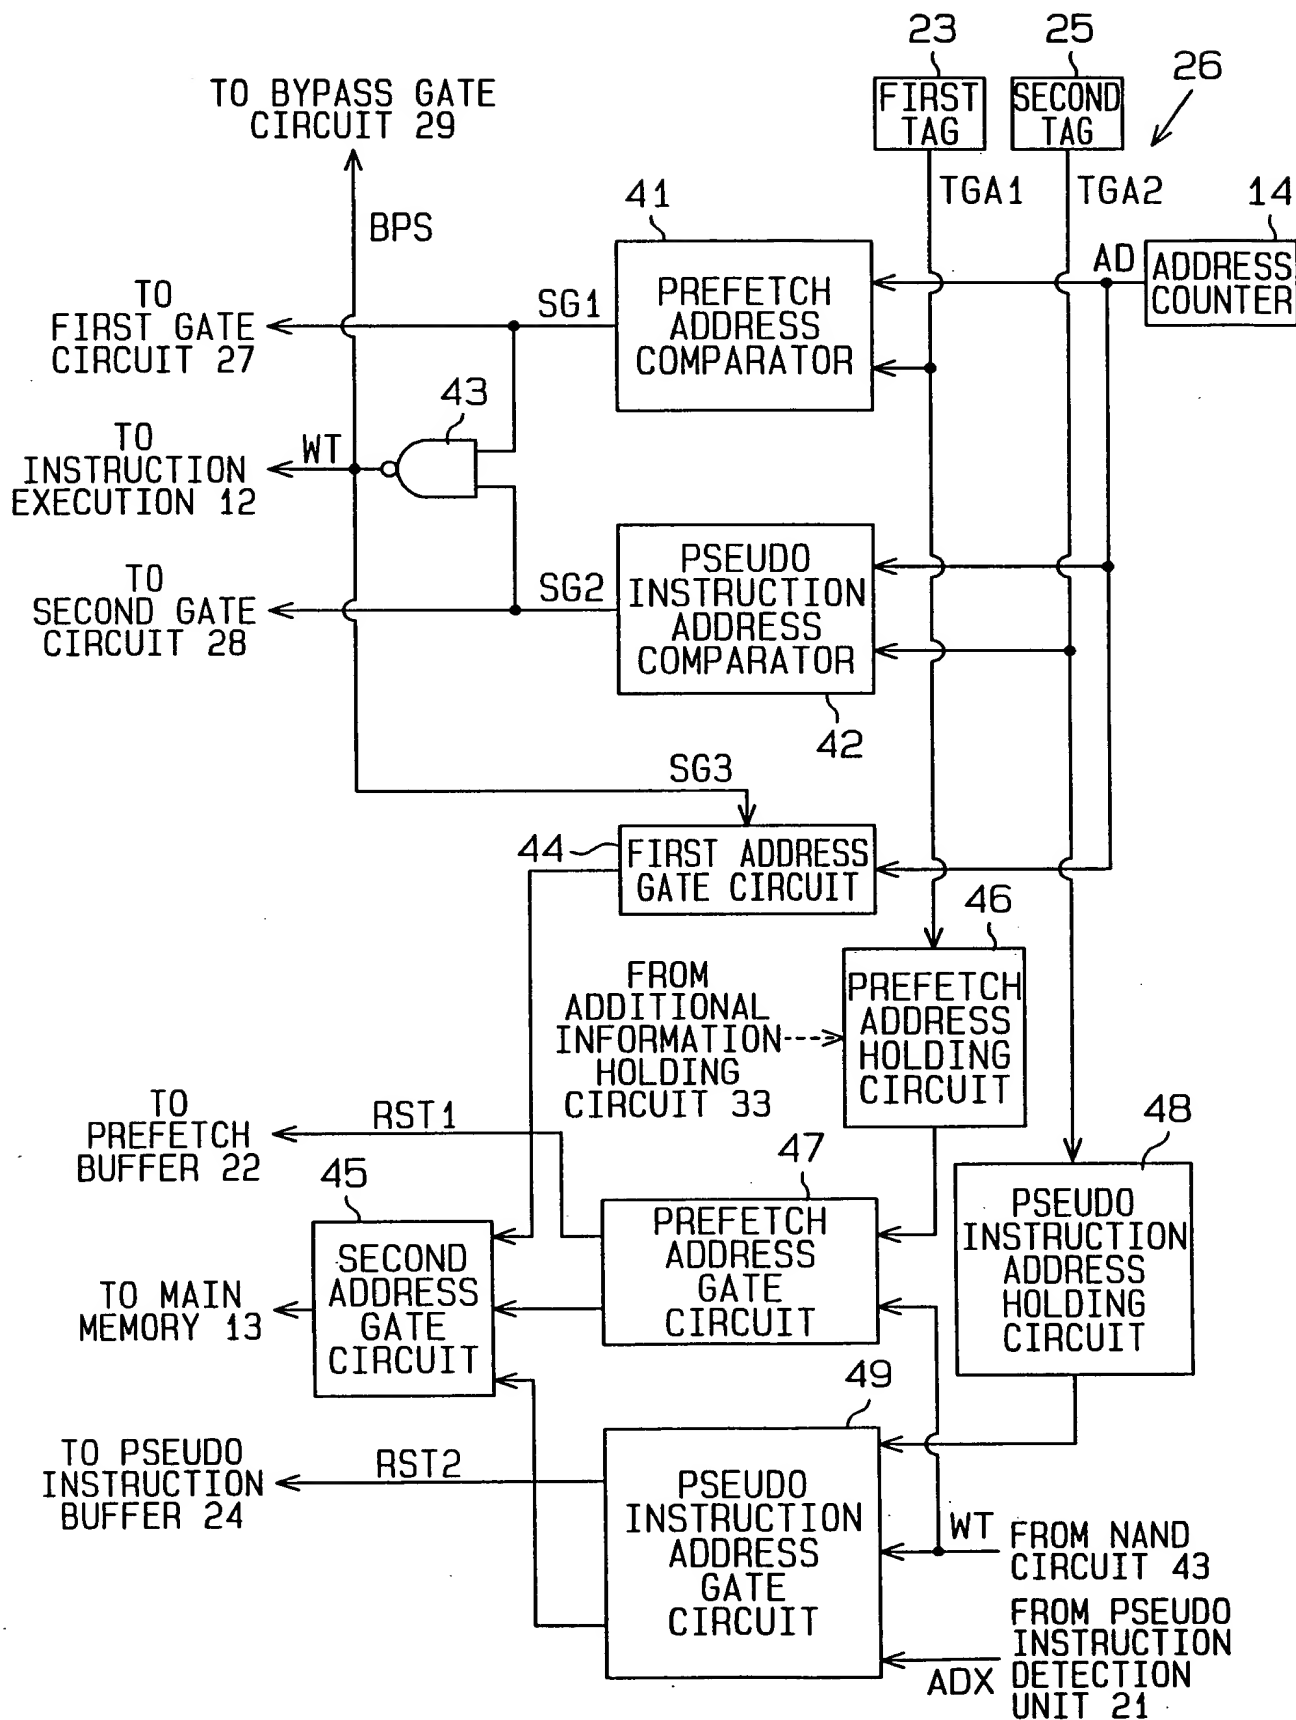 23
25
26
FIRST
TAG
SECOND
TAG
TO BYPASS GATE
CIRCUIT 29
TGA1
TGA2
41
14
BPS
AD
ADDRESS
COUNTER
PREFETCH
ADDRESS
COMPARATOR
SG1
TO
FIRST GATE
CIRCUIT 27
43
TO
INSTRUCTION
EXECUTION 12
WT
PSEUDO
INSTRUCTION
ADDRESS
COMPARATOR
SG2
TO
SECOND GATE
CIRCUIT 28
42
SG3
44
FIRST ADDRESS
GATE CIRCUIT
46
FROM
ADDITIONAL
INFORMATION
HOLDING
CIRCUIT 33
PREFETCH
ADDRESS
HOLDING
CIRCUIT
TO
PREFETCH
BUFFER 22
RST1
48
45
47
PREFETCH
ADDRESS
GATE
CIRCUIT
PSEUDO
INSTRUCTION
ADDRESS
HOLDING
CIRCUIT
SECOND
ADDRESS
GATE
CIRCUIT
TO MAIN
MEMORY 13
49
TO PSEUDO
INSTRUCTION
BUFFER 24
RST2
PSEUDO
INSTRUCTION
ADDRESS
GATE
CIRCUIT
WT
FROM NAND
CIRCUIT 43
FROM PSEUDO
INSTRUCTION
DETECTION
UNIT 21
ADX